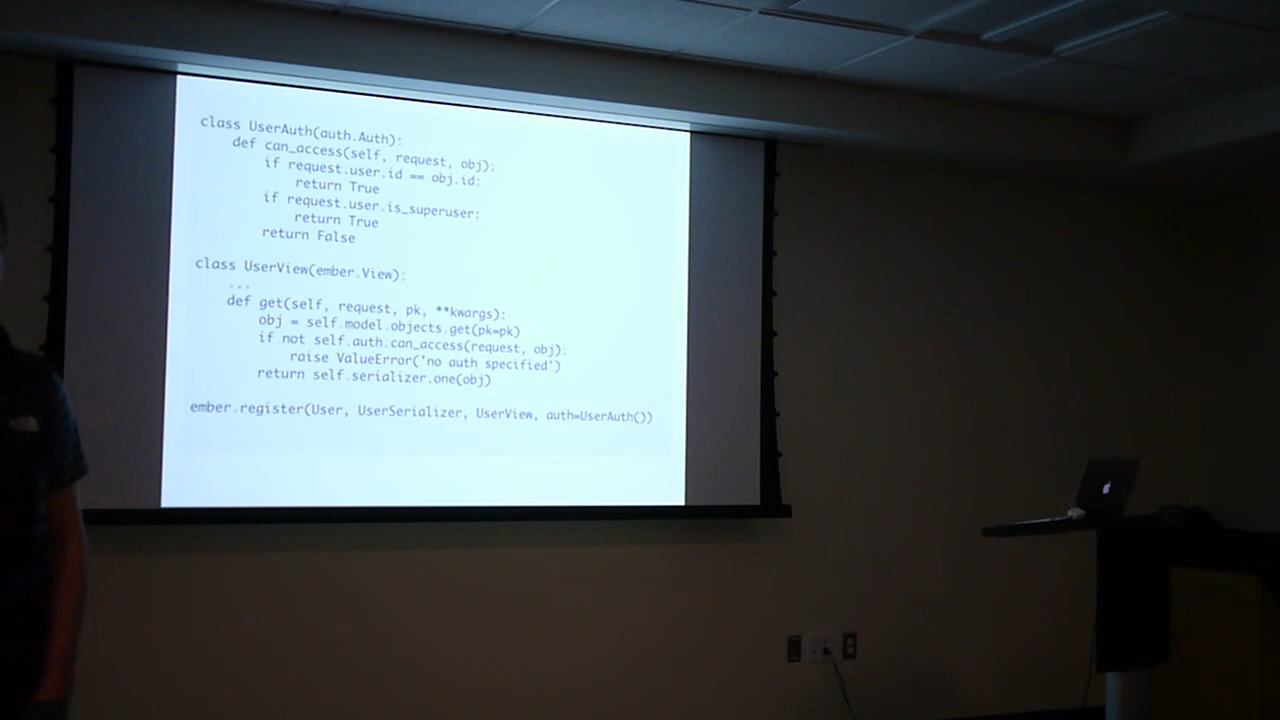 class UserAuth(auth.Auth):
    def can_access(self, request, obj):
        if request.user.id == obj.id:
            return True
        if request.user.is_superuser:
            return True
        return False
class UserView(ember.View):
    ...
    def get(self, request, pk, **kwargs):
        obj = self.model.objects.get(pk=pk)
        if not self.auth.can_access(request, obj):
            raise ValueError('no auth specified')
        return self.serializer.one(obj)
ember.register(User, UserSerializer, UserView, auth=UserAuth())